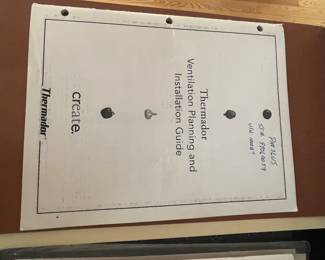 Thermador
Ventilation Planning and
Installation Guide
create.
Thermador